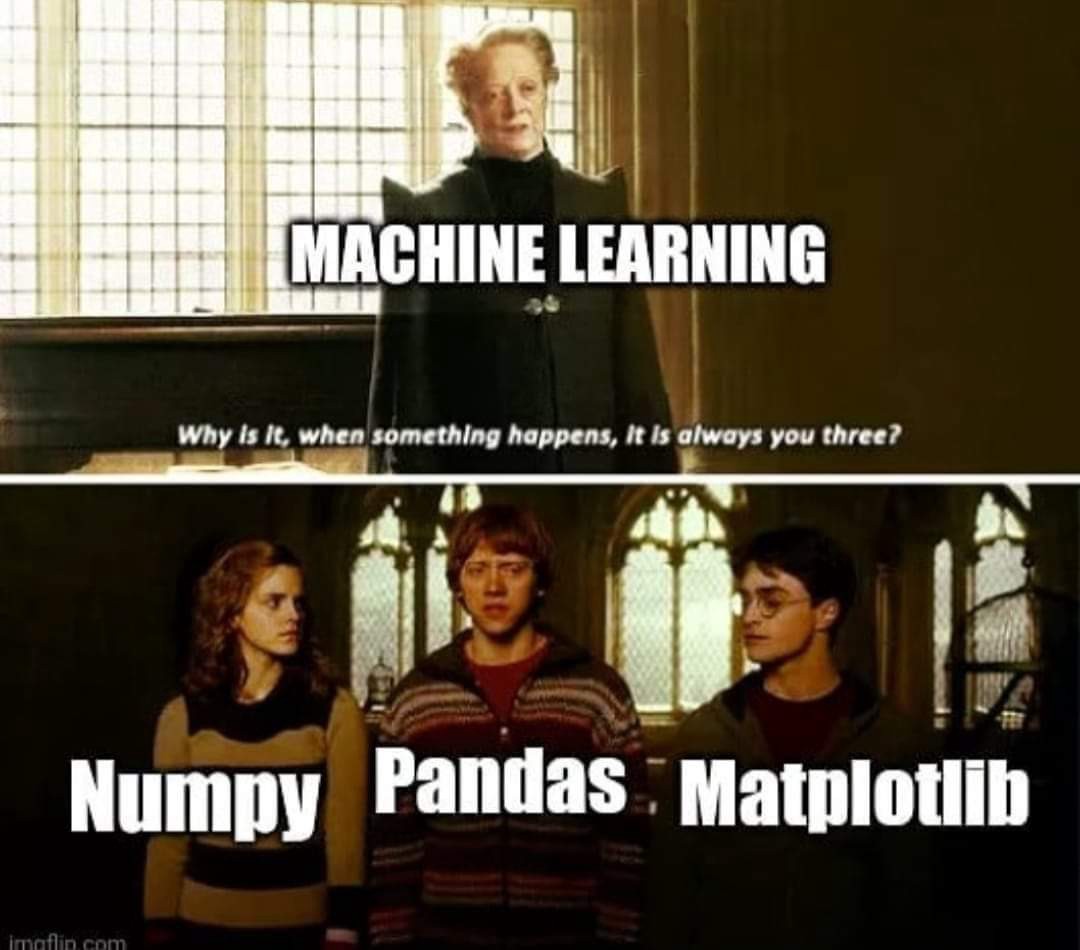 MACHINE LEARNING
Why is it, when something happens, it is always you three?
Numpy Pandas Matplotlib
imgflip.com